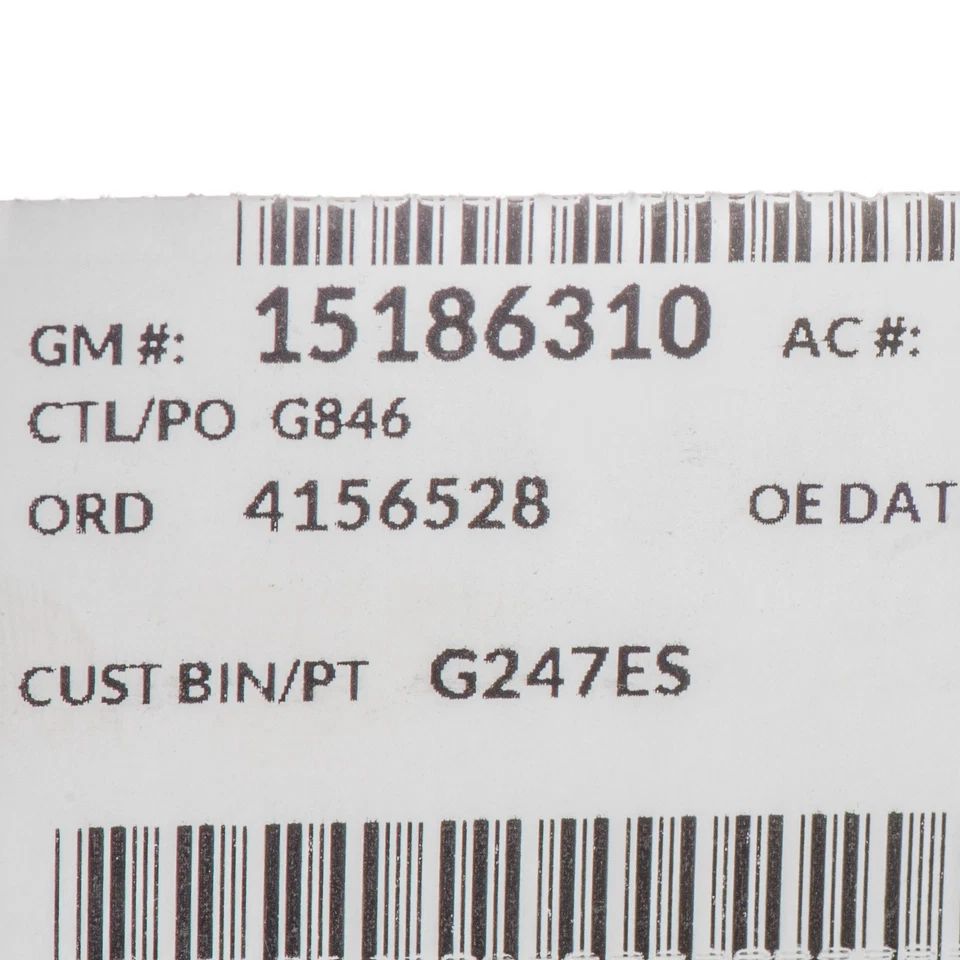 GM #: 15186310 AC #:
CTL/PO G846
ORD 4156528 OE DAT
CUST BIN/PT G247ES